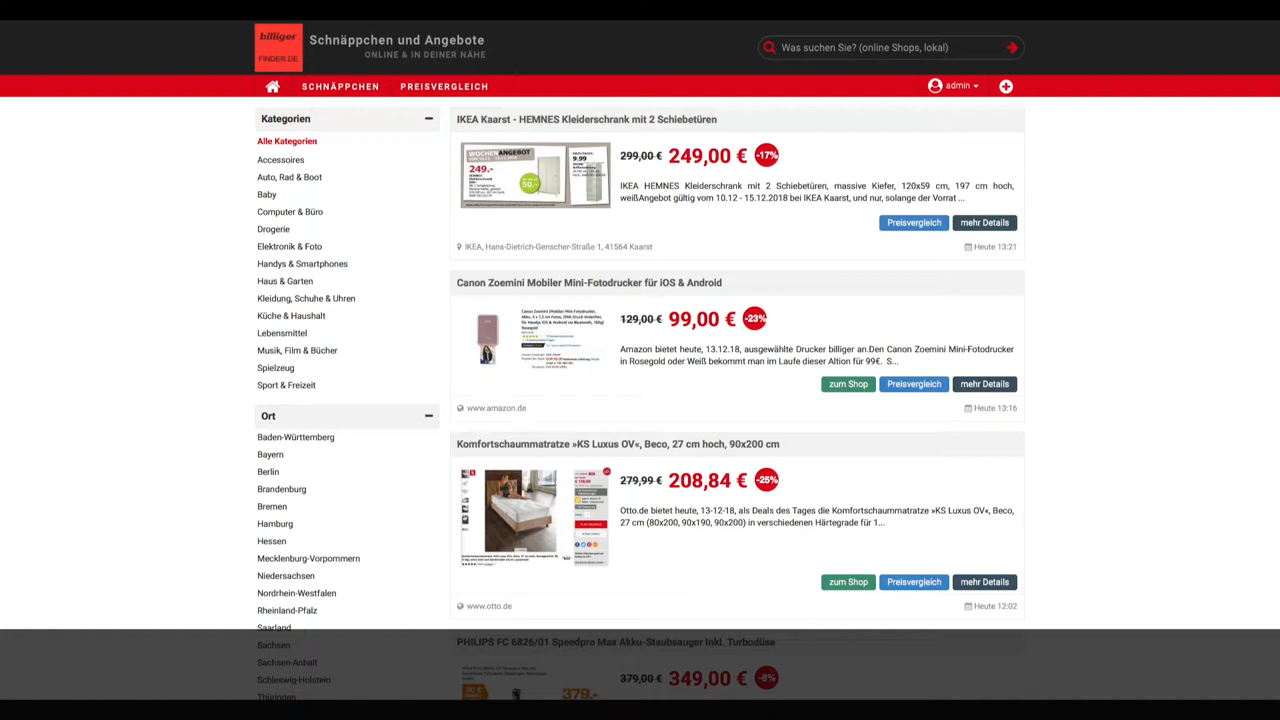 billiger
FINDER.DE
Schnäppchen und Angebote
ONLINE & IN DEINER NÄHE
Was suchen Sie? (online Shops, lokal)
SCHNÄPPCHEN
PREISVERGLEICH
admin
Kategorien
Alle Kategorien
Accessoires
Auto, Rad & Boot
Baby
Computer & Büro
Drogerie
Elektronik & Foto
Handys & Smartphones
Haus & Garten
Kleidung, Schuhe & Uhren
Küche & Haushalt
Lebensmittel
Musik, Film & Bücher
Spielzeug
Sport & Freizeit
Ort
Baden-Württemberg
Bayern
Berlin
Brandenburg
Bremen
Hamburg
Hessen
Mecklenburg-Vorpommern
Niedersachsen
Nordrhein-Westfalen
Rheinland-Pfalz
Saarland
Sachsen
Sachsen-Anhalt
Schleswig-Holstein
Thüringen
IKEA Kaarst - HEMNES Kleiderschrank mit 2 Schiebetüren
WOCHENANGEBOT
249.-
50.-
9.99
299,00 € 249,00 € -17%
IKEA HEMNES Kleiderschrank mit 2 Schiebetüren, massive Kiefer, 120x59 cm, 197 cm hoch,
weißAngebot gültig vom 10.12 - 15.12.2018 bei IKEA Kaarst, und nur, solange der Vorrat ...
Preisvergleich
mehr Details
IKEA, Hans-Dietrich-Genscher-Straße 1, 41564 Kaarst
Heute 13:21
Canon Zoemini Mobiler Mini-Fotodrucker für iOS & Android
129,00 € 99,00 € -23%
Amazon bietet heute, 13.12.18, ausgewählte Drucker billiger an.Den Canon Zoemini Mini-Fotodrucker
in Rosegold oder Weiß bekommt man im Laufe dieser Altion für 99€. S...
zum Shop
Preisvergleich
mehr Details
www.amazon.de
Heute 13:16
Komfortschaummatratze »KS Luxus OV«, Beco, 27 cm hoch, 90x200 cm
279,99 € 208,84 € -25%
Otto.de bietet heute, 13-12-18, als Deals des Tages die Komfortschaummatratze »KS Luxus OV«, Beco,
27 cm (80x200, 90x190, 90x200) in verschiedenen Härtegrade für 1...
zum Shop
Preisvergleich
mehr Details
www.otto.de
Heute 12:02
PHILIPS FC 6826/01 Speedpro Max Akku-Staubsauger inkl. Turbodüse
379.-
379,00 € 349,00 € -8%